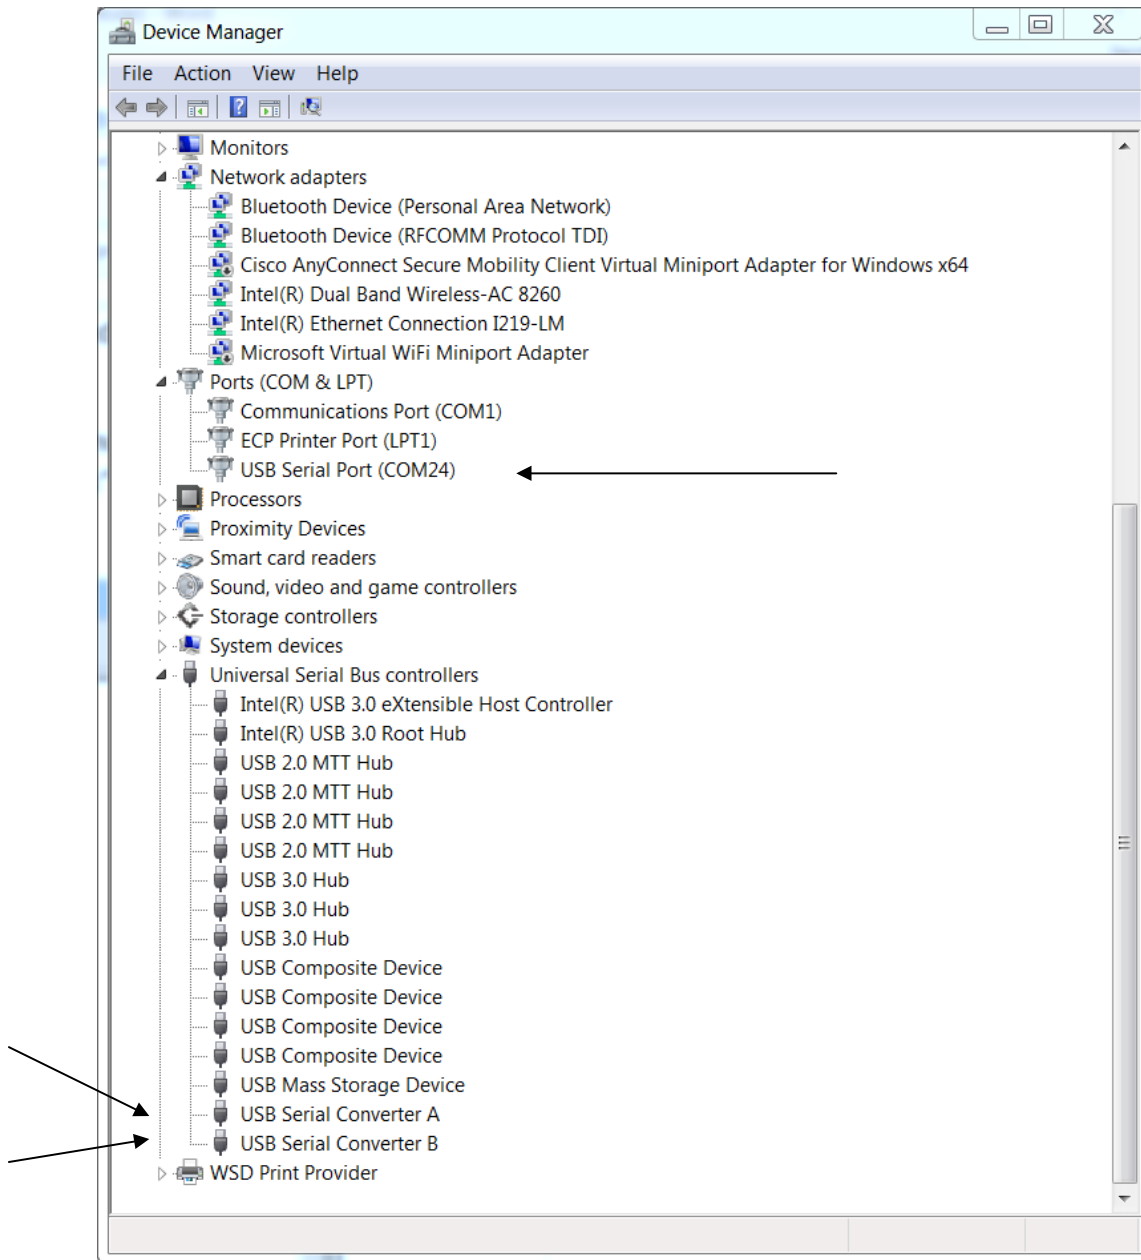 Device Manager
File Action View Help
Monitors
Network adapters
Bluetooth Device (Personal Area Network)
Bluetooth Device (RFCOMM Protocol TDI)
Cisco AnyConnect Secure Mobility Client Virtual Miniport Adapter for Windows x64
Intel(R) Dual Band Wireless-AC 8260
Intel(R) Ethernet Connection I219-LM
Microsoft Virtual WiFi Miniport Adapter
Ports (COM & LPT)
Communications Port (COM1)
ECP Printer Port (LPT1)
USB Serial Port (COM24)
Processors
Proximity Devices
Smart card readers
Sound, video and game controllers
Storage controllers
System devices
Universal Serial Bus controllers
Intel(R) USB 3.0 eXtensible Host Controller
Intel(R) USB 3.0 Root Hub
USB 2.0 MTT Hub
USB 2.0 MTT Hub
USB 2.0 MTT Hub
USB 2.0 MTT Hub
USB 3.0 Hub
USB 3.0 Hub
USB 3.0 Hub
USB Composite Device
USB Composite Device
USB Composite Device
USB Composite Device
USB Mass Storage Device
USB Serial Converter A
USB Serial Converter B
WSD Print Provider